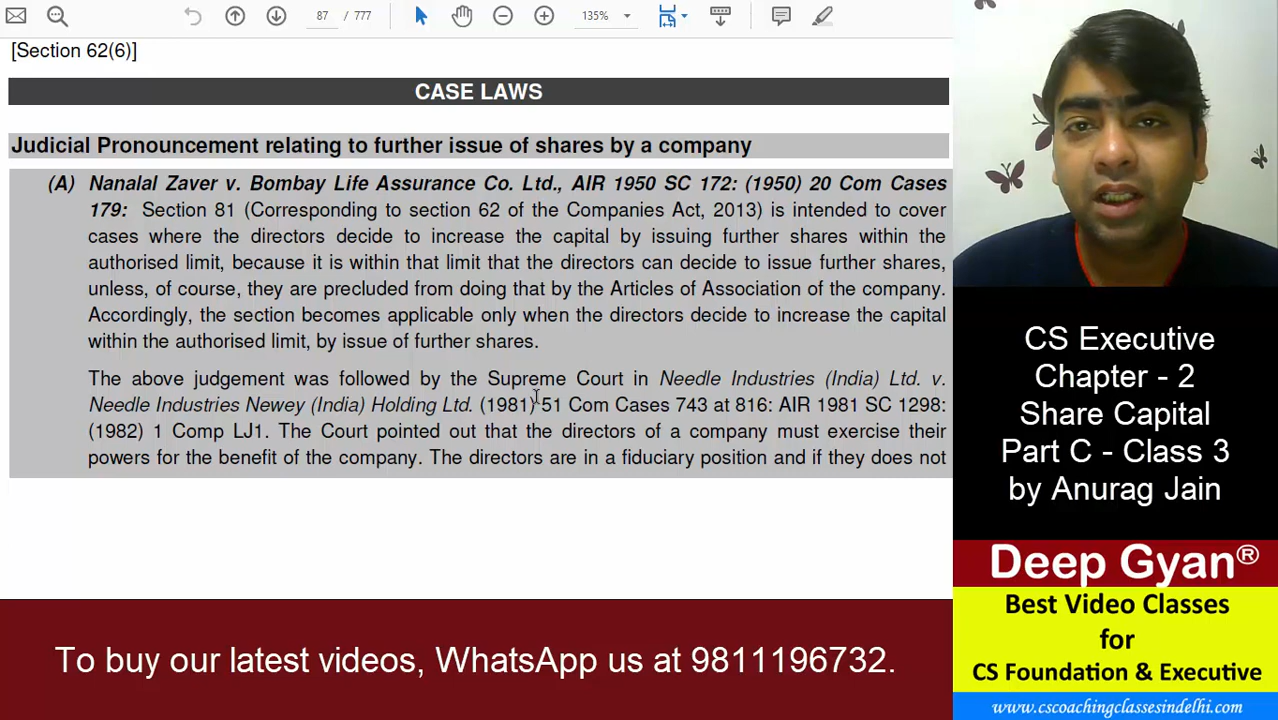 87 / 777
135%
[Section 62(6)]
CASE LAWS
Judicial Pronouncement relating to further issue of shares by a company
(A) Nanalal Zaver v. Bombay Life Assurance Co. Ltd., AIR 1950 SC 172: (1950) 20 Com Cases
179: Section 81 (Corresponding to section 62 of the Companies Act, 2013) is intended to cover
cases where the directors decide to increase the capital by issuing further shares within the
authorised limit, because it is within that limit that the directors can decide to issue further shares,
unless, of course, they are precluded from doing that by the Articles of Association of the company.
Accordingly, the section becomes applicable only when the directors decide to increase the capital
within the authorised limit, by issue of further shares.
The above judgement was followed by the Supreme Court in Needle Industries (India) Ltd. v.
Needle Industries Newey (India) Holding Ltd. (1981) 51 Com Cases 743 at 816: AIR 1981 SC 1298:
(1982) 1 Comp LJ1. The Court pointed out that the directors of a company must exercise their
powers for the benefit of the company. The directors are in a fiduciary position and if they does not
CS Executive
Chapter - 2
Share Capital
Part C - Class 3
by Anurag Jain
Deep Gyan®
Best Video Classes
for
CS Foundation & Executive
www.cscoachingclassesindelhi.com
To buy our latest videos, WhatsApp us at 9811196732.